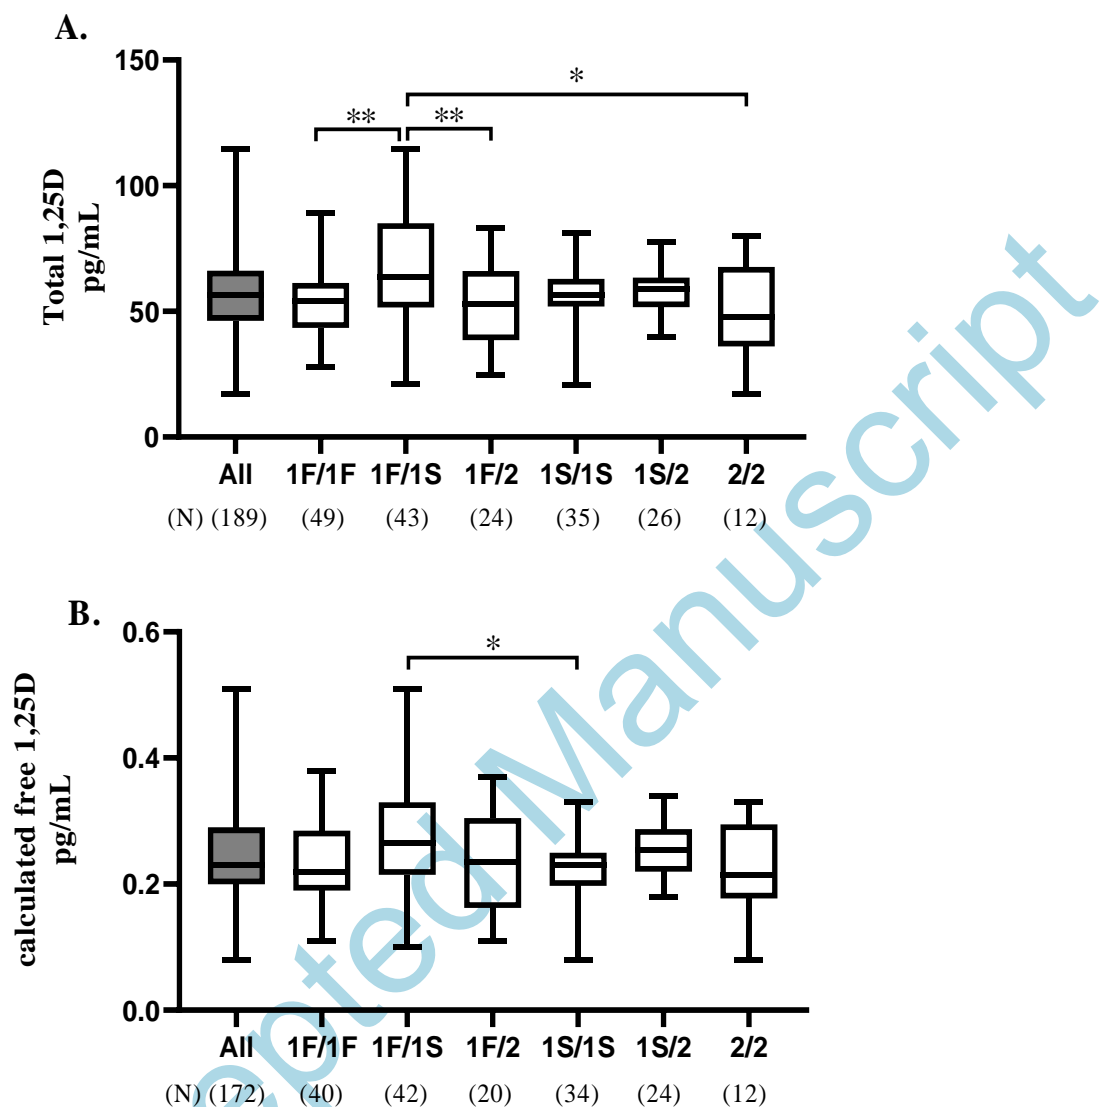 A.
Total 1,25D
pg/mL
150
100
50
0
*
** **
All 1F/1F 1F/1S 1F/2 1S/1S 1S/2 2/2
(N) (189) (49) (43) (24) (35) (26) (12)
B.
calculated free 1,25D
pg/mL
0.6
0.4
0.2
0.0
*
All 1F/1F 1F/1S 1F/2 1S/1S 1S/2 2/2
(N) (172) (40) (42) (20) (34) (24) (12)
epted Manuscript